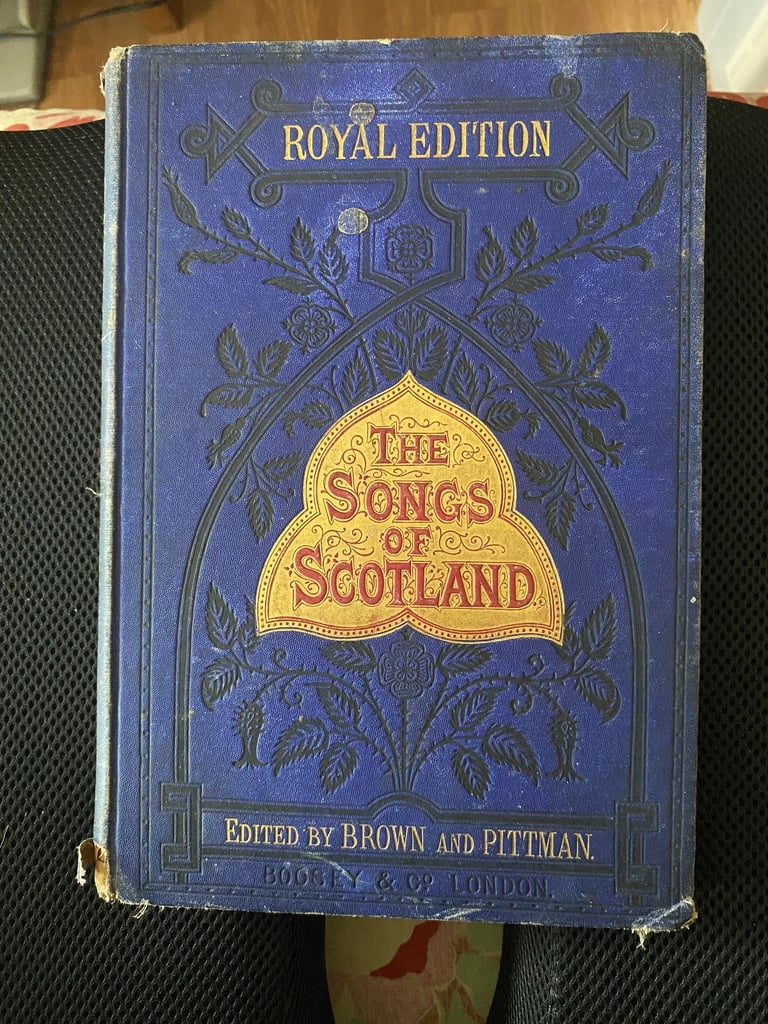 ROYAL EDITION
THE
SONGS
OF
SCOTLAND
EDITED BY BROWN AND PITTMAN.
BOOSEY & CO. LONDON.